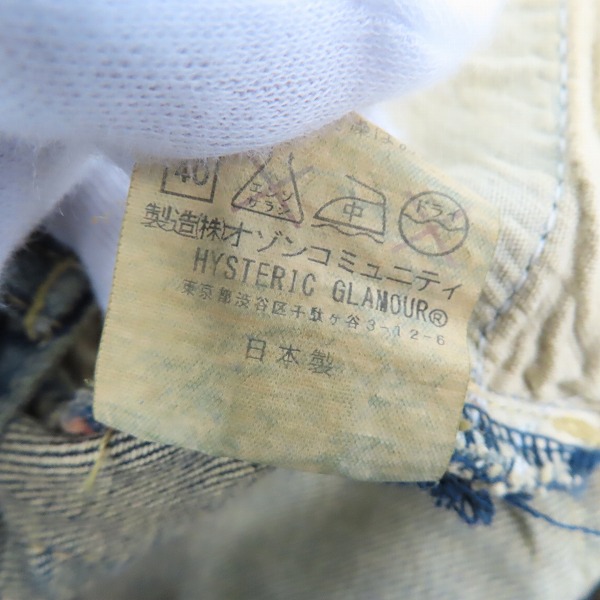 40 エンソ サラシ 中 ドライ
製造(株)オゾンコミュニティ
HYSTERIC GLAMOUR®
東京都渋谷区千駄ヶ谷3-12-6
日本製